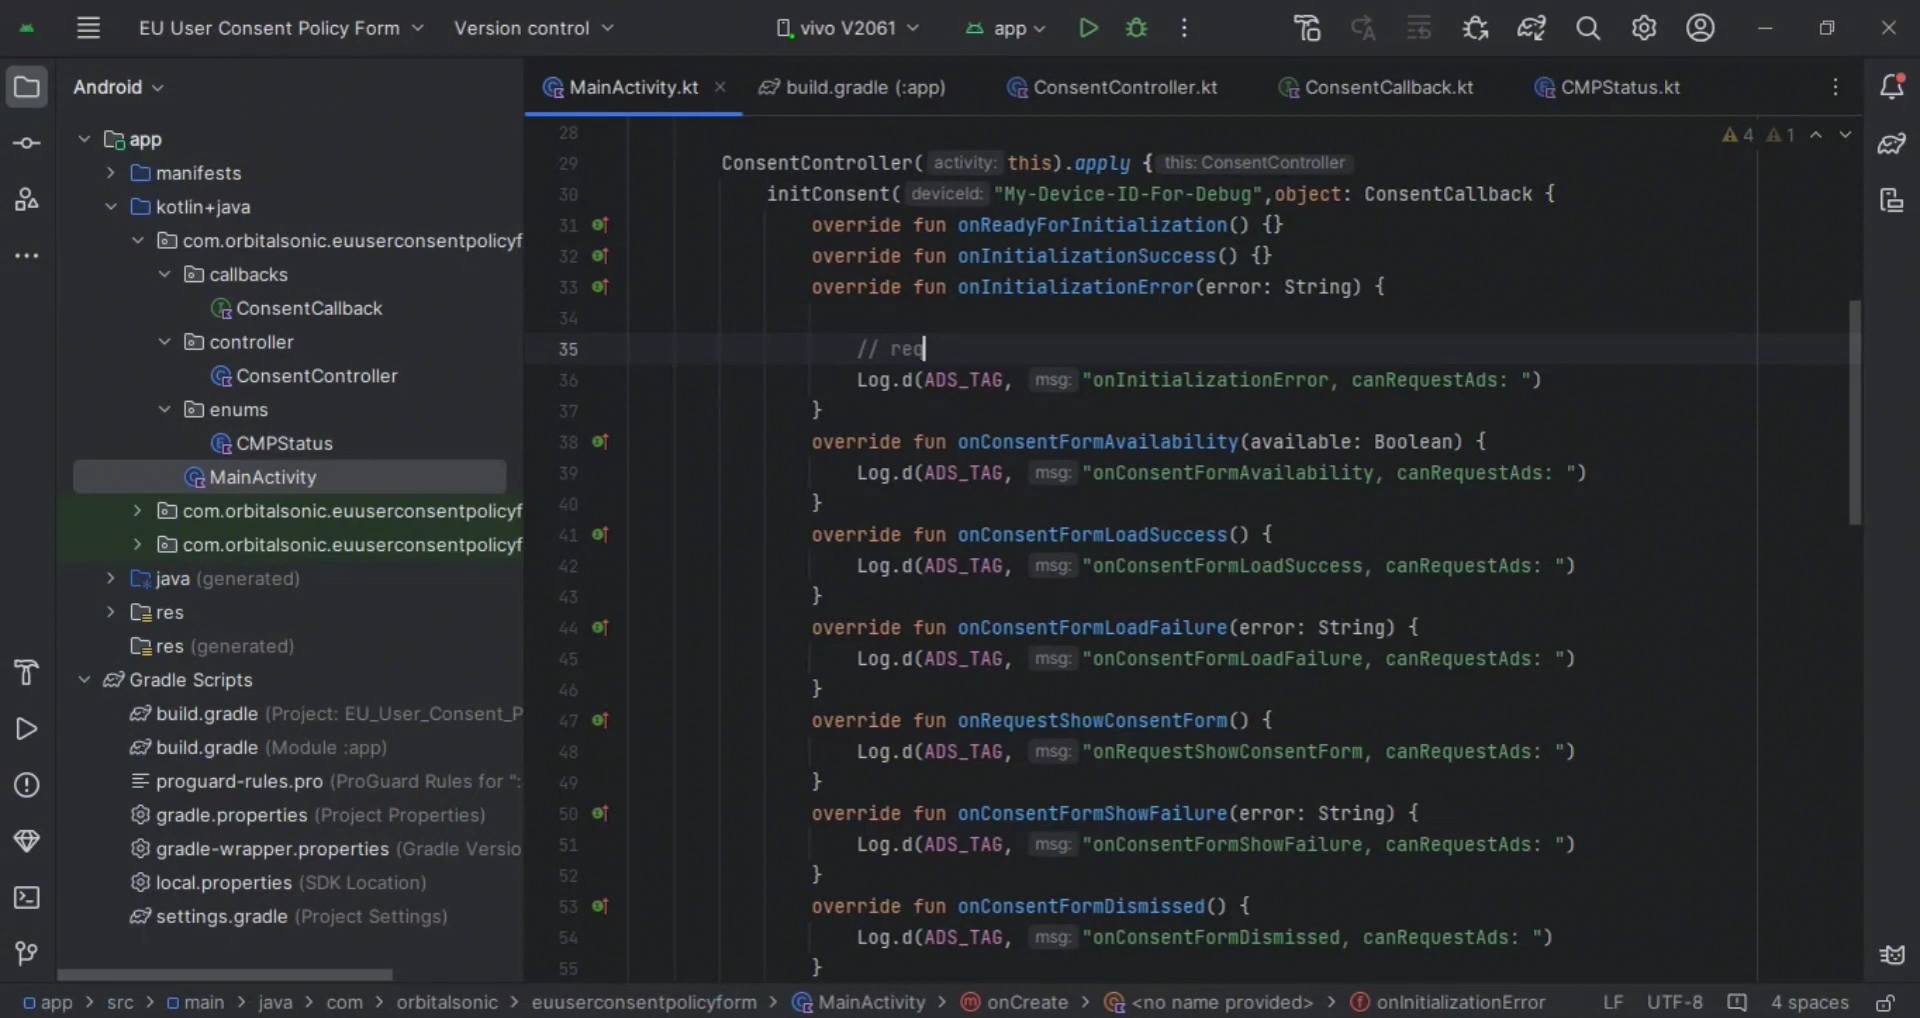 EU User Consent Policy Form
Version control
vivo V2061
app
Android
MainActivity.kt
build.gradle (:app)
ConsentController.kt
ConsentCallback.kt
CMPStatus.kt
app
manifests
kotlin+java
com.orbitalsonic.euuserconsentpolicyf
callbacks
ConsentCallback
controller
ConsentController
enums
CMPStatus
MainActivity
com.orbitalsonic.euuserconsentpolicyf
com.orbitalsonic.euuserconsentpolicyf
java (generated)
res
res (generated)
Gradle Scripts
build.gradle (Project: EU_User_Consent_P
build.gradle (Module :app)
proguard-rules.pro (ProGuard Rules for ":
gradle.properties (Project Properties)
gradle-wrapper.properties (Gradle Versio
local.properties (SDK Location)
settings.gradle (Project Settings)
4 1
28
29 ConsentController( activity: this).apply { this: ConsentController
30 initConsent( deviceId: "My-Device-ID-For-Debug",object: ConsentCallback {
31 override fun onReadyForInitialization() {}
32 override fun onInitializationSuccess() {}
33 override fun onInitializationError(error: String) {
34
35 // req
36 Log.d(ADS_TAG, msg: "onInitializationError, canRequestAds: ")
37 }
38 override fun onConsentFormAvailability(available: Boolean) {
39 Log.d(ADS_TAG, msg: "onConsentFormAvailability, canRequestAds: ")
40 }
41 override fun onConsentFormLoadSuccess() {
42 Log.d(ADS_TAG, msg: "onConsentFormLoadSuccess, canRequestAds: ")
43 }
44 override fun onConsentFormLoadFailure(error: String) {
45 Log.d(ADS_TAG, msg: "onConsentFormLoadFailure, canRequestAds: ")
46 }
47 override fun onRequestShowConsentForm() {
48 Log.d(ADS_TAG, msg: "onRequestShowConsentForm, canRequestAds: ")
49 }
50 override fun onConsentFormShowFailure(error: String) {
51 Log.d(ADS_TAG, msg: "onConsentFormShowFailure, canRequestAds: ")
52 }
53 override fun onConsentFormDismissed() {
54 Log.d(ADS_TAG, msg: "onConsentFormDismissed, canRequestAds: ")
55 }
app > src > main > java > com > orbitalsonic > euuserconsentpolicyform > MainActivity > onCreate > <no name provided> > onInitializationError
LF UTF-8 4 spaces